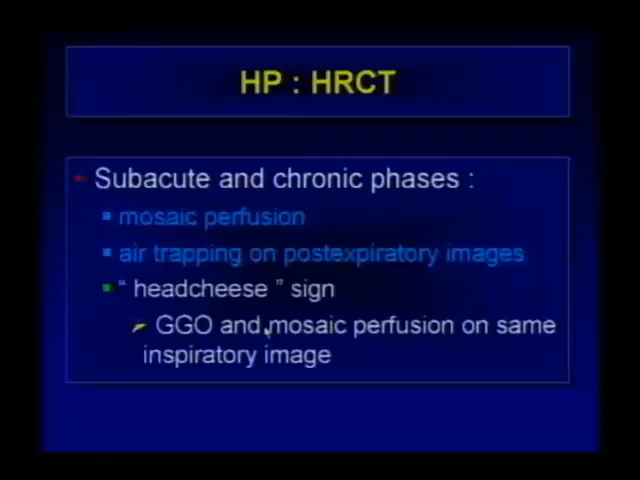 HP : HRCT
Subacute and chronic phases :
mosaic perfusion
air trapping on postexpiratory images
“ headcheese ” sign
GGO and mosaic perfusion on same
inspiratory image